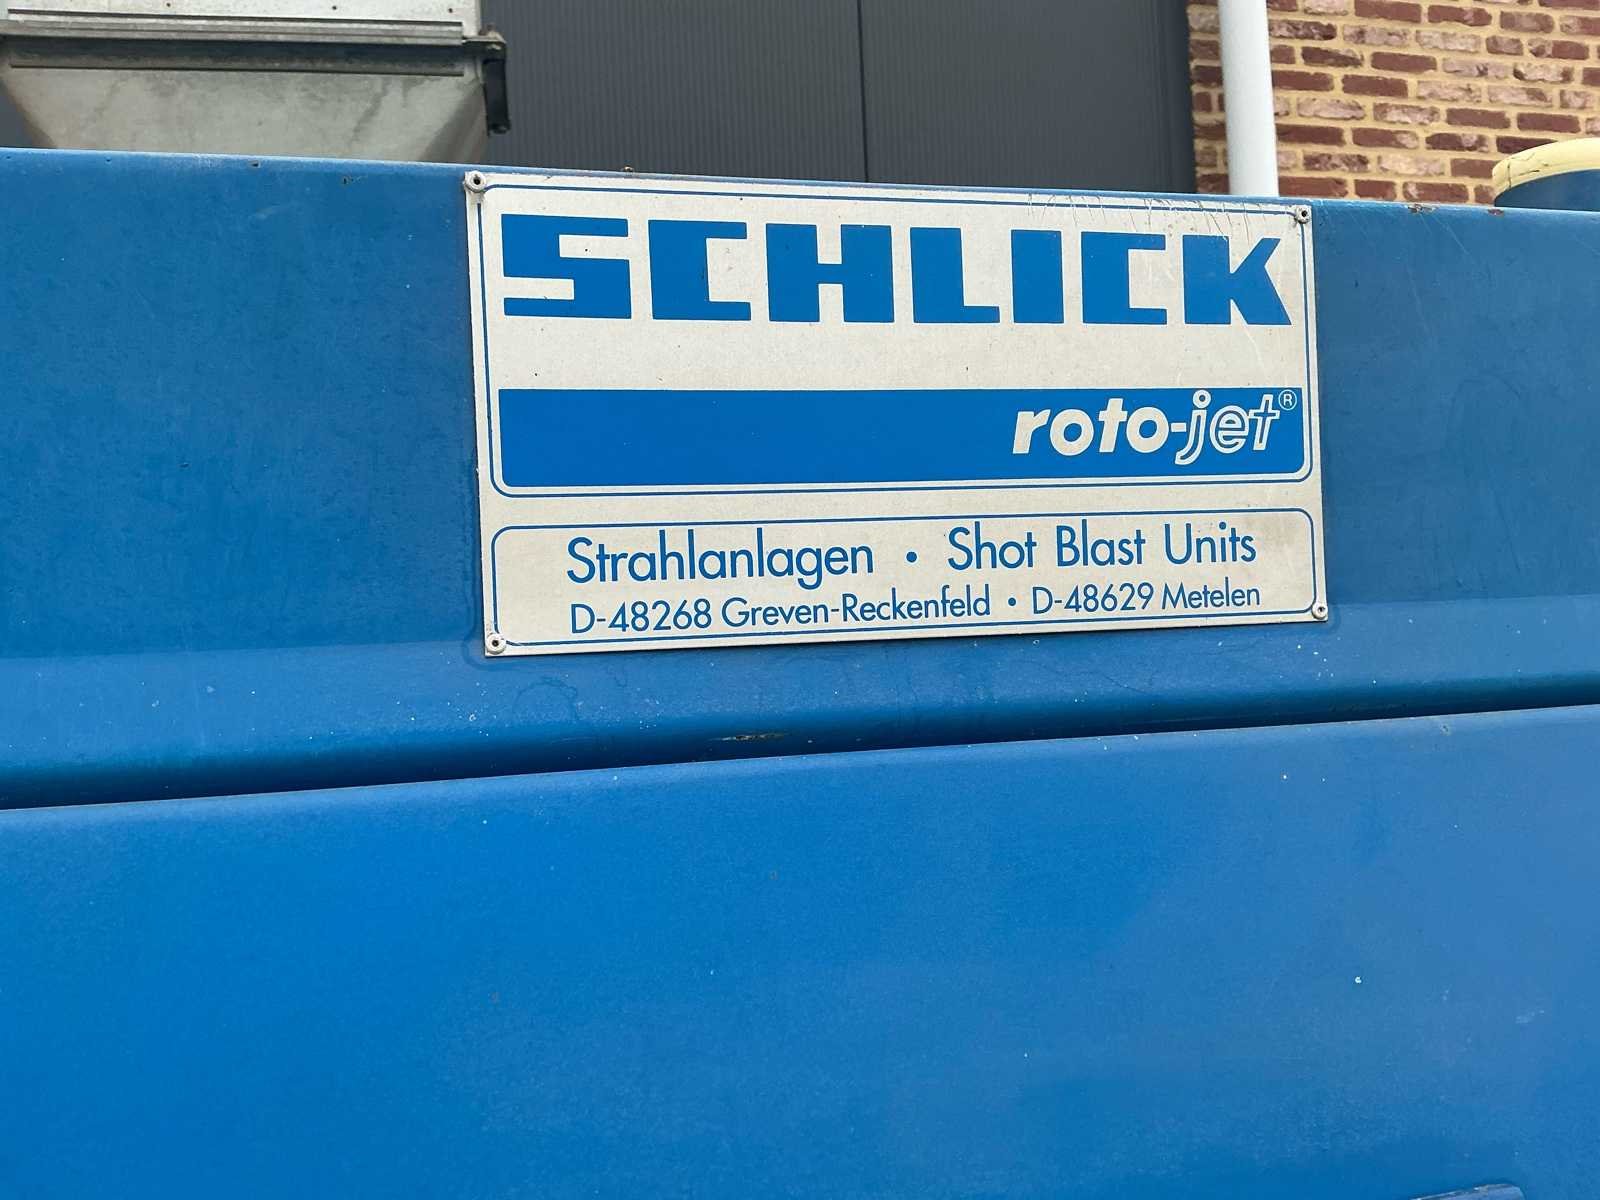 SCHLICK
roto-jet®
Strahlanlagen • Shot Blast Units
D-48268 Greven-Reckenfeld • D-48629 Metelen